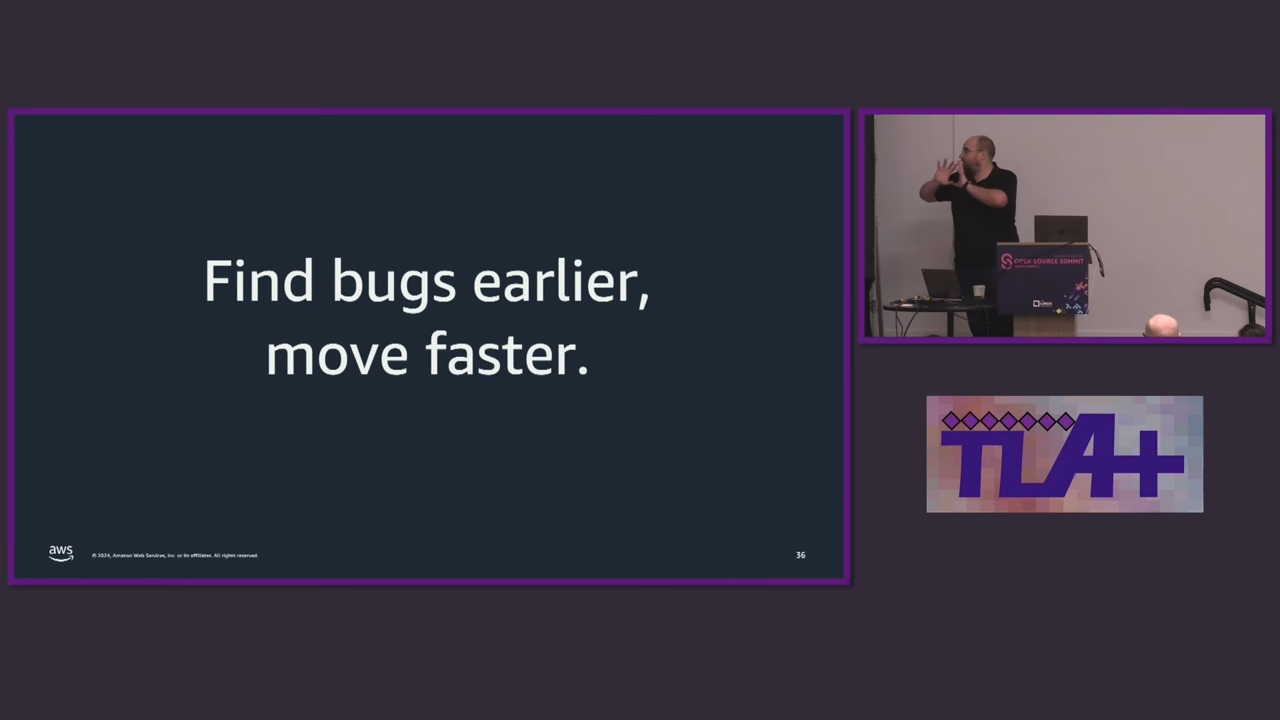 Find bugs earlier,
move faster.
aws
© 2024, Amazon Web Services, Inc. or its affiliates. All rights reserved.
36
OPEN SOURCE SUMMIT
TLA+